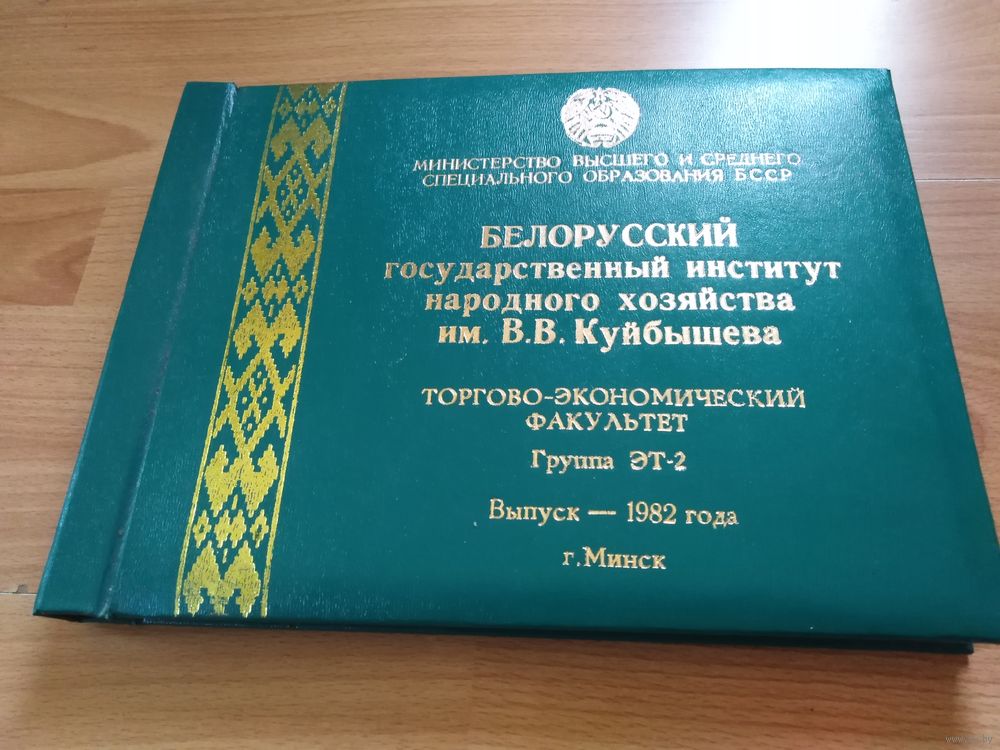 МИНИСТЕРСТВО ВЫСШЕГО И СРЕДНЕГО
СПЕЦИАЛЬНОГО ОБРАЗОВАНИЯ БССР
БЕЛОРУССКИЙ
государственный институт
народного хозяйства
им. В.В. Куйбышева
ТОРГОВО-ЭКОНОМИЧЕСКИЙ
ФАКУЛЬТЕТ
Группа ЭТ-2
Выпуск — 1982 года
г. Минск